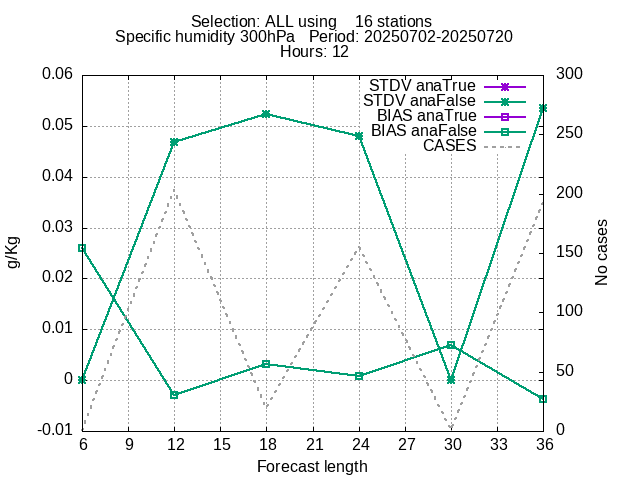 Selection: ALL using    16 stations
Specific humidity 300hPa   Period: 20250702-20250720
Hours: 12
STDV anaTrue
STDV anaFalse
BIAS anaTrue
BIAS anaFalse
CASES
0.06
0.05
0.04
0.03
0.02
0.01
0
-0.01
g/Kg
300
250
200
150
100
50
0
No cases
6 9 12 15 18 21 24 27 30 33 36
Forecast length